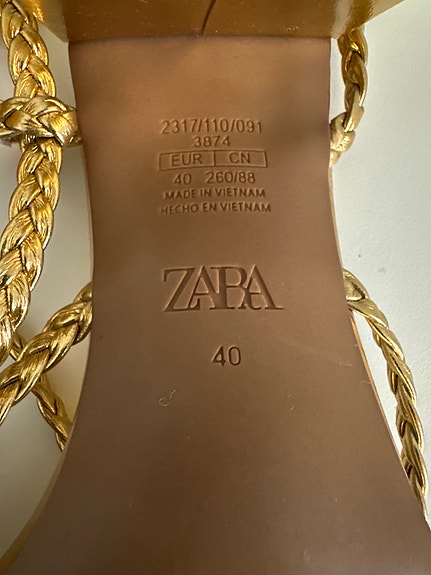 2317/110/091
3874
EUR CN
40 260/88
MADE IN VIETNAM
HECHO EN VIETNAM
ZARA
40